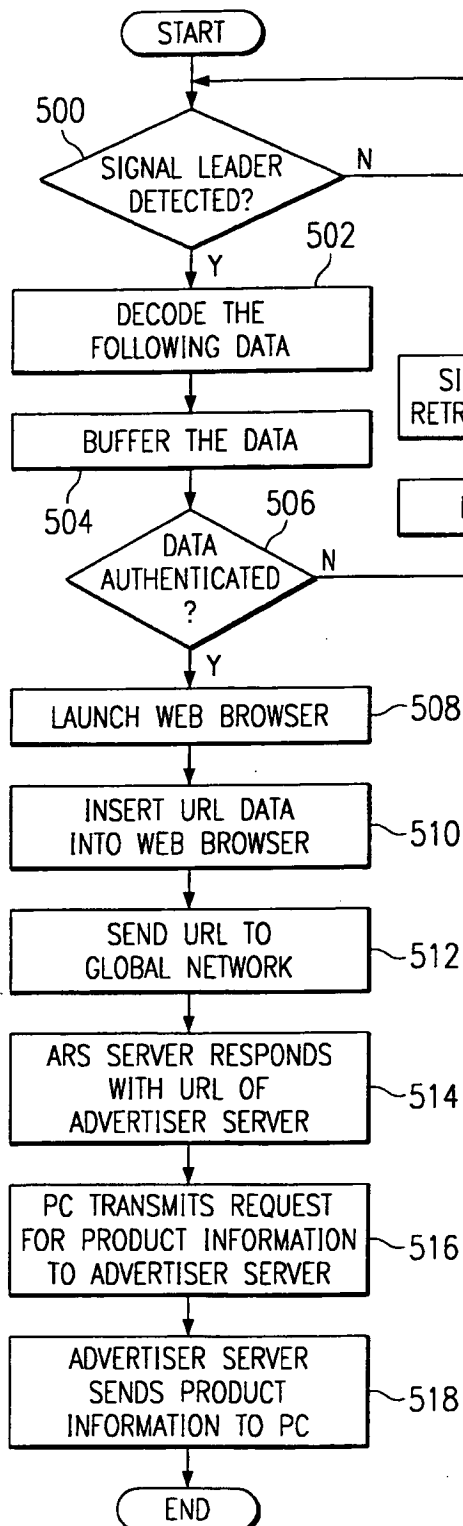 START
500
SIGNAL LEADER
DETECTED?
N
Y
502
DECODE THE
FOLLOWING DATA
BUFFER THE DATA
504
506
DATA
AUTHENTICATED
?
N
Y
LAUNCH WEB BROWSER
508
INSERT URL DATA
INTO WEB BROWSER
510
SEND URL TO
GLOBAL NETWORK
512
ARS SERVER RESPONDS
WITH URL OF
ADVERTISER SERVER
514
PC TRANSMITS REQUEST
FOR PRODUCT INFORMATION
TO ADVERTISER SERVER
516
ADVERTISER SERVER
SENDS PRODUCT
INFORMATION TO PC
518
END
SI
RETR